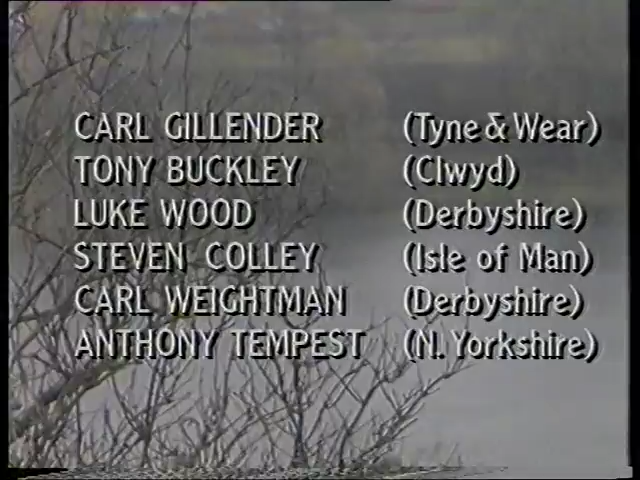 CARL GILLENDER (Tyne & Wear)
TONY BUCKLEY (Clwyd)
LUKE WOOD (Derbyshire)
STEVEN COLLEY (Isle of Man)
CARL WEIGHTMAN (Derbyshire)
ANTHONY TEMPEST (N. Yorkshire)